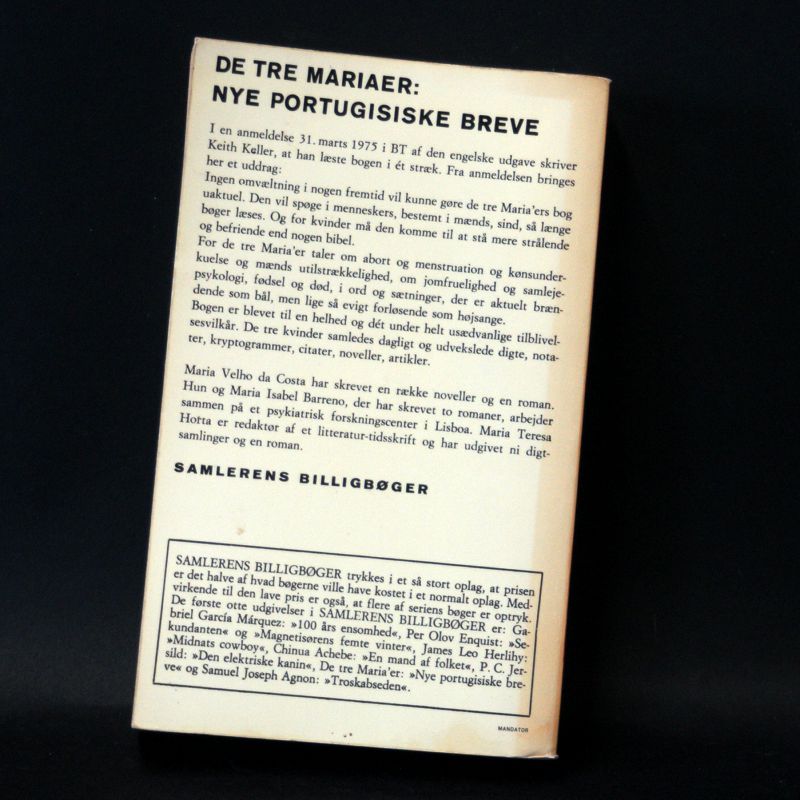 DE TRE MARIAER:
NYE PORTUGISISKE BREVE
I en anmeldelse 31. marts 1975 i BT af den engelske udgave skriver
Keith Keller, at han læste bogen i ét stræk. Fra anmeldelsen bringes
her et uddrag:
Ingen omvæltning i nogen fremtid vil kunne gøre de tre Maria'ers bog
uaktuel. Den vil spøge i menneskers, bestemt i mænds, sind, så længe
bøger læses. Og for kvinder må den komme til at stå mere strålende
og befriende end nogen bibel.
For de tre Maria'er taler om abort og menstruation og kønsunder-
kuelse og mænds utilstrækkelighed, om jomfruelighed og samleje-
psykologi, fødsel og død, i ord og sætninger, der er aktuelt bræn-
dende som bål, men lige så evigt forløsende som højsange.
Bogen er blevet til en helhed og dét under helt usædvanlige tilblivel-
sesvilkår. De tre kvinder samledes dagligt og udvekslede digte, nota-
ter, kryptogrammer, citater, noveller, artikler.
Maria Velho da Costa har skrevet en række noveller og en roman.
Hun og Maria Isabel Barreno, der har skrevet to romaner, arbejder
sammen på et psykiatrisk forskningscenter i Lisboa. Maria Teresa
Horta er redaktør af et litteratur-tidsskrift og har udgivet ni digt-
samlinger og en roman.
SAMLERENS BILLIGBØGER
SAMLERENS BILLIGBØGER trykkes i et så stort oplag, at prisen
er det halve af hvad bøgerne ville have kostet i et normalt oplag. Med-
virkende til den lave pris er også, at flere af seriens bøger er optryk.
De første otte udgivelser i SAMLERENS BILLIGBØGER er: Ga-
briel García Márquez: »100 års ensomhed«, Per Olov Enquist: »Se-
kundanten« og »Magnetisørens femte vinter«, James Leo Herlihy:
»Midnats cowboy«, Chinua Achebe: »En mand af folket«, P. C. Jer-
sild: »Den elektriske kanin«, De tre Maria'er: »Nye portugisiske bre-
ve« og Samuel Joseph Agnon: »Troskabseden«.
MANDATOR